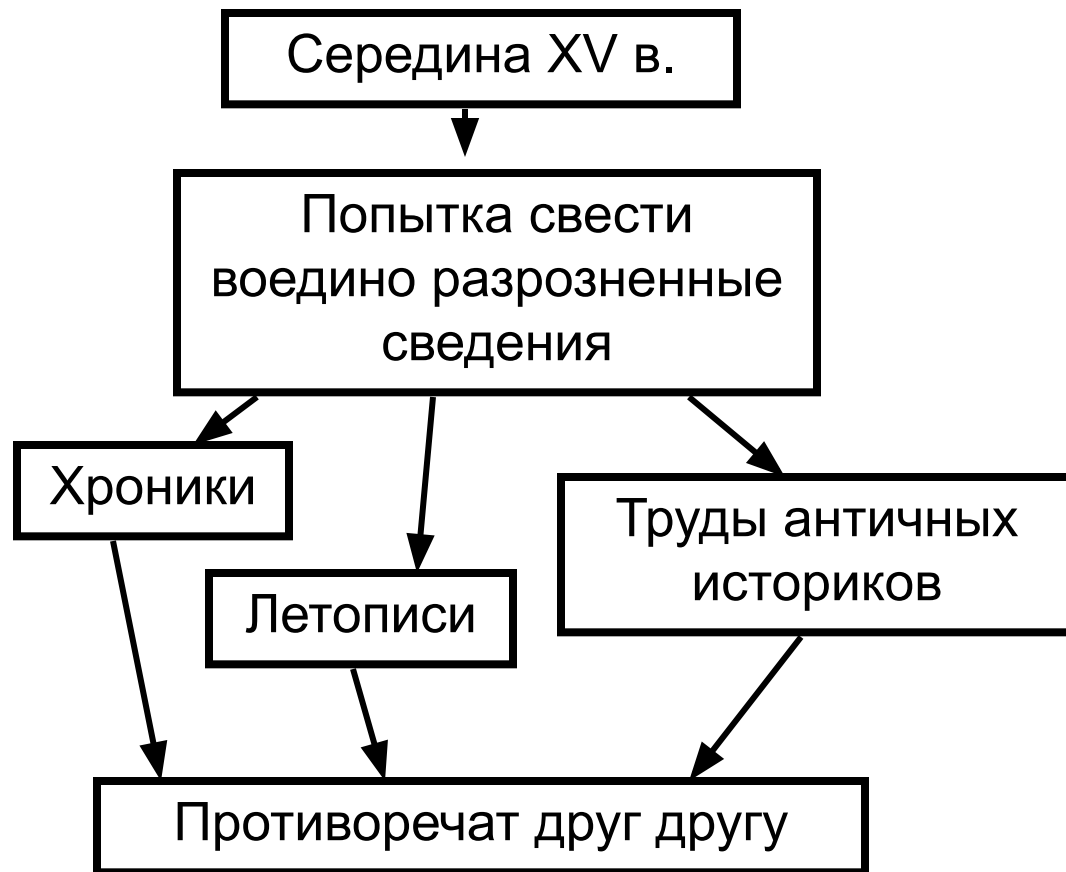 Середина XV в.
Попытка свести
воедино разрозненные
сведения
Хроники
Летописи
Труды античных
историков
Противоречат друг другу